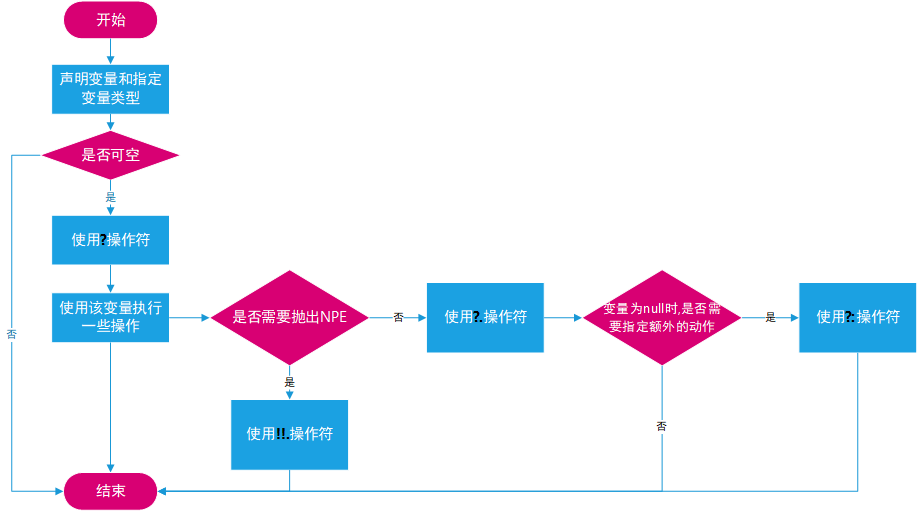 开始
声明变量和指定
变量类型
是否可空
是
使用?操作符
使用该变量执行
一些操作
否
是否需要抛出NPE
否
使用?.操作符
变量为null时,是否需
要指定额外的动作
是
使用?:操作符
是
使用!!.操作符
否
结束